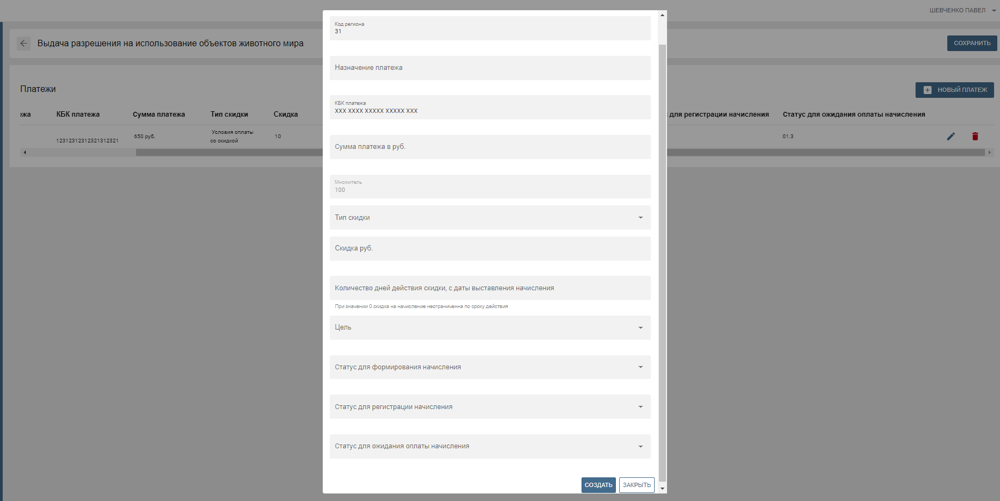 ШЕВЧЕНКО ПАВЕЛ
Выдача разрешения на использование объектов животного мира
СОХРАНИТЬ
Платежи
НОВЫЙ ПЛАТЕЖ
ежа КБК платежа Сумма платежа Тип скидки Скидка для регистрации начисления Статус для ожидания оплаты начисления
12312312312321312321 650 руб. Условия оплаты со скидкой 10 01.3
Код региона
31
Назначение платежа
КБК платежа
XXX XXXX XXXXX XXXXX XXX
Сумма платежа в руб.
Множитель
100
Тип скидки
Скидка руб.
Количество дней действия скидки, с даты выставления начисления
При значении 0 скидка на начисление неограниченна по сроку действия
Цель
Статус для формирования начисления
Статус для регистрации начисления
Статус для ожидания оплаты начисления
СОЗДАТЬ ЗАКРЫТЬ